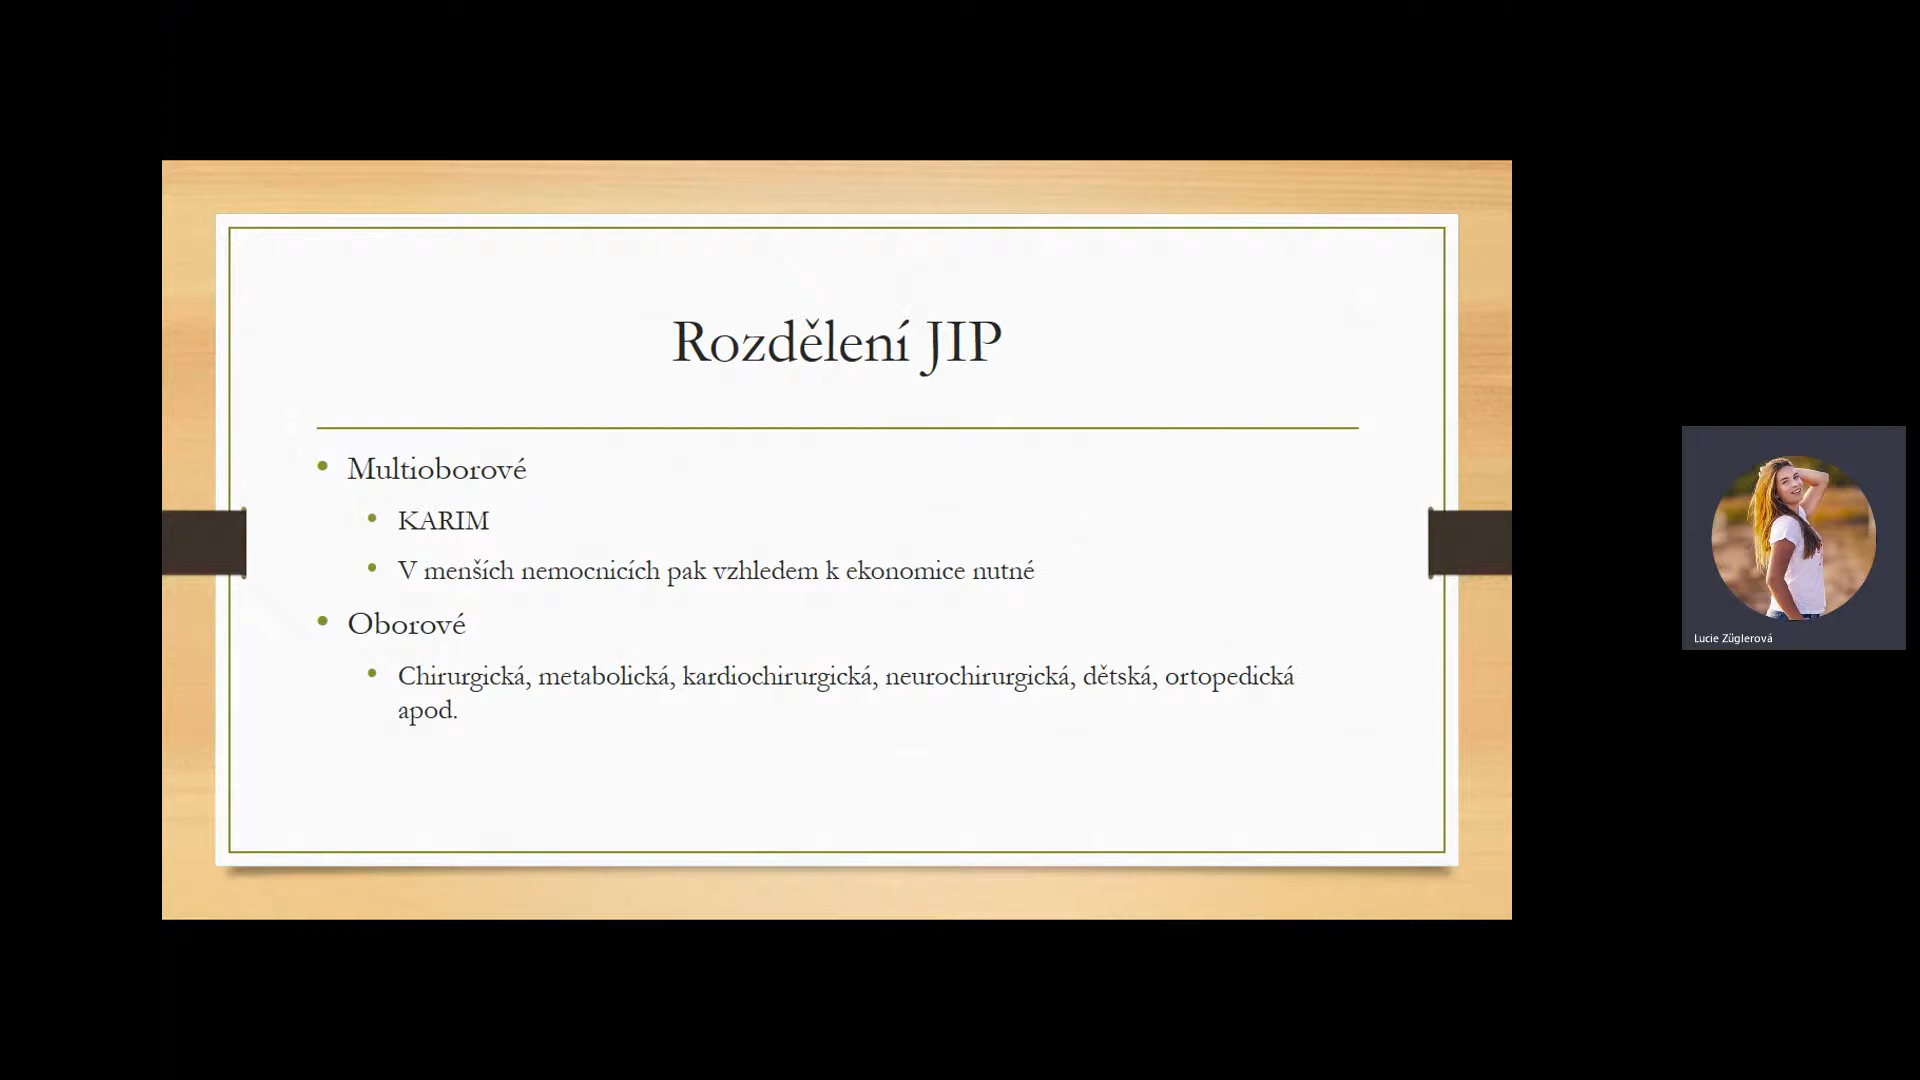 Rozdělení JIP
Multioborové
KARIM
V menších nemocnicích pak vzhledem k ekonomice nutné
Oborové
Chirurgická, metabolická, kardiochirurgická, neurochirurgická, dětská, ortopedická
apod.
Lucie Züglerová